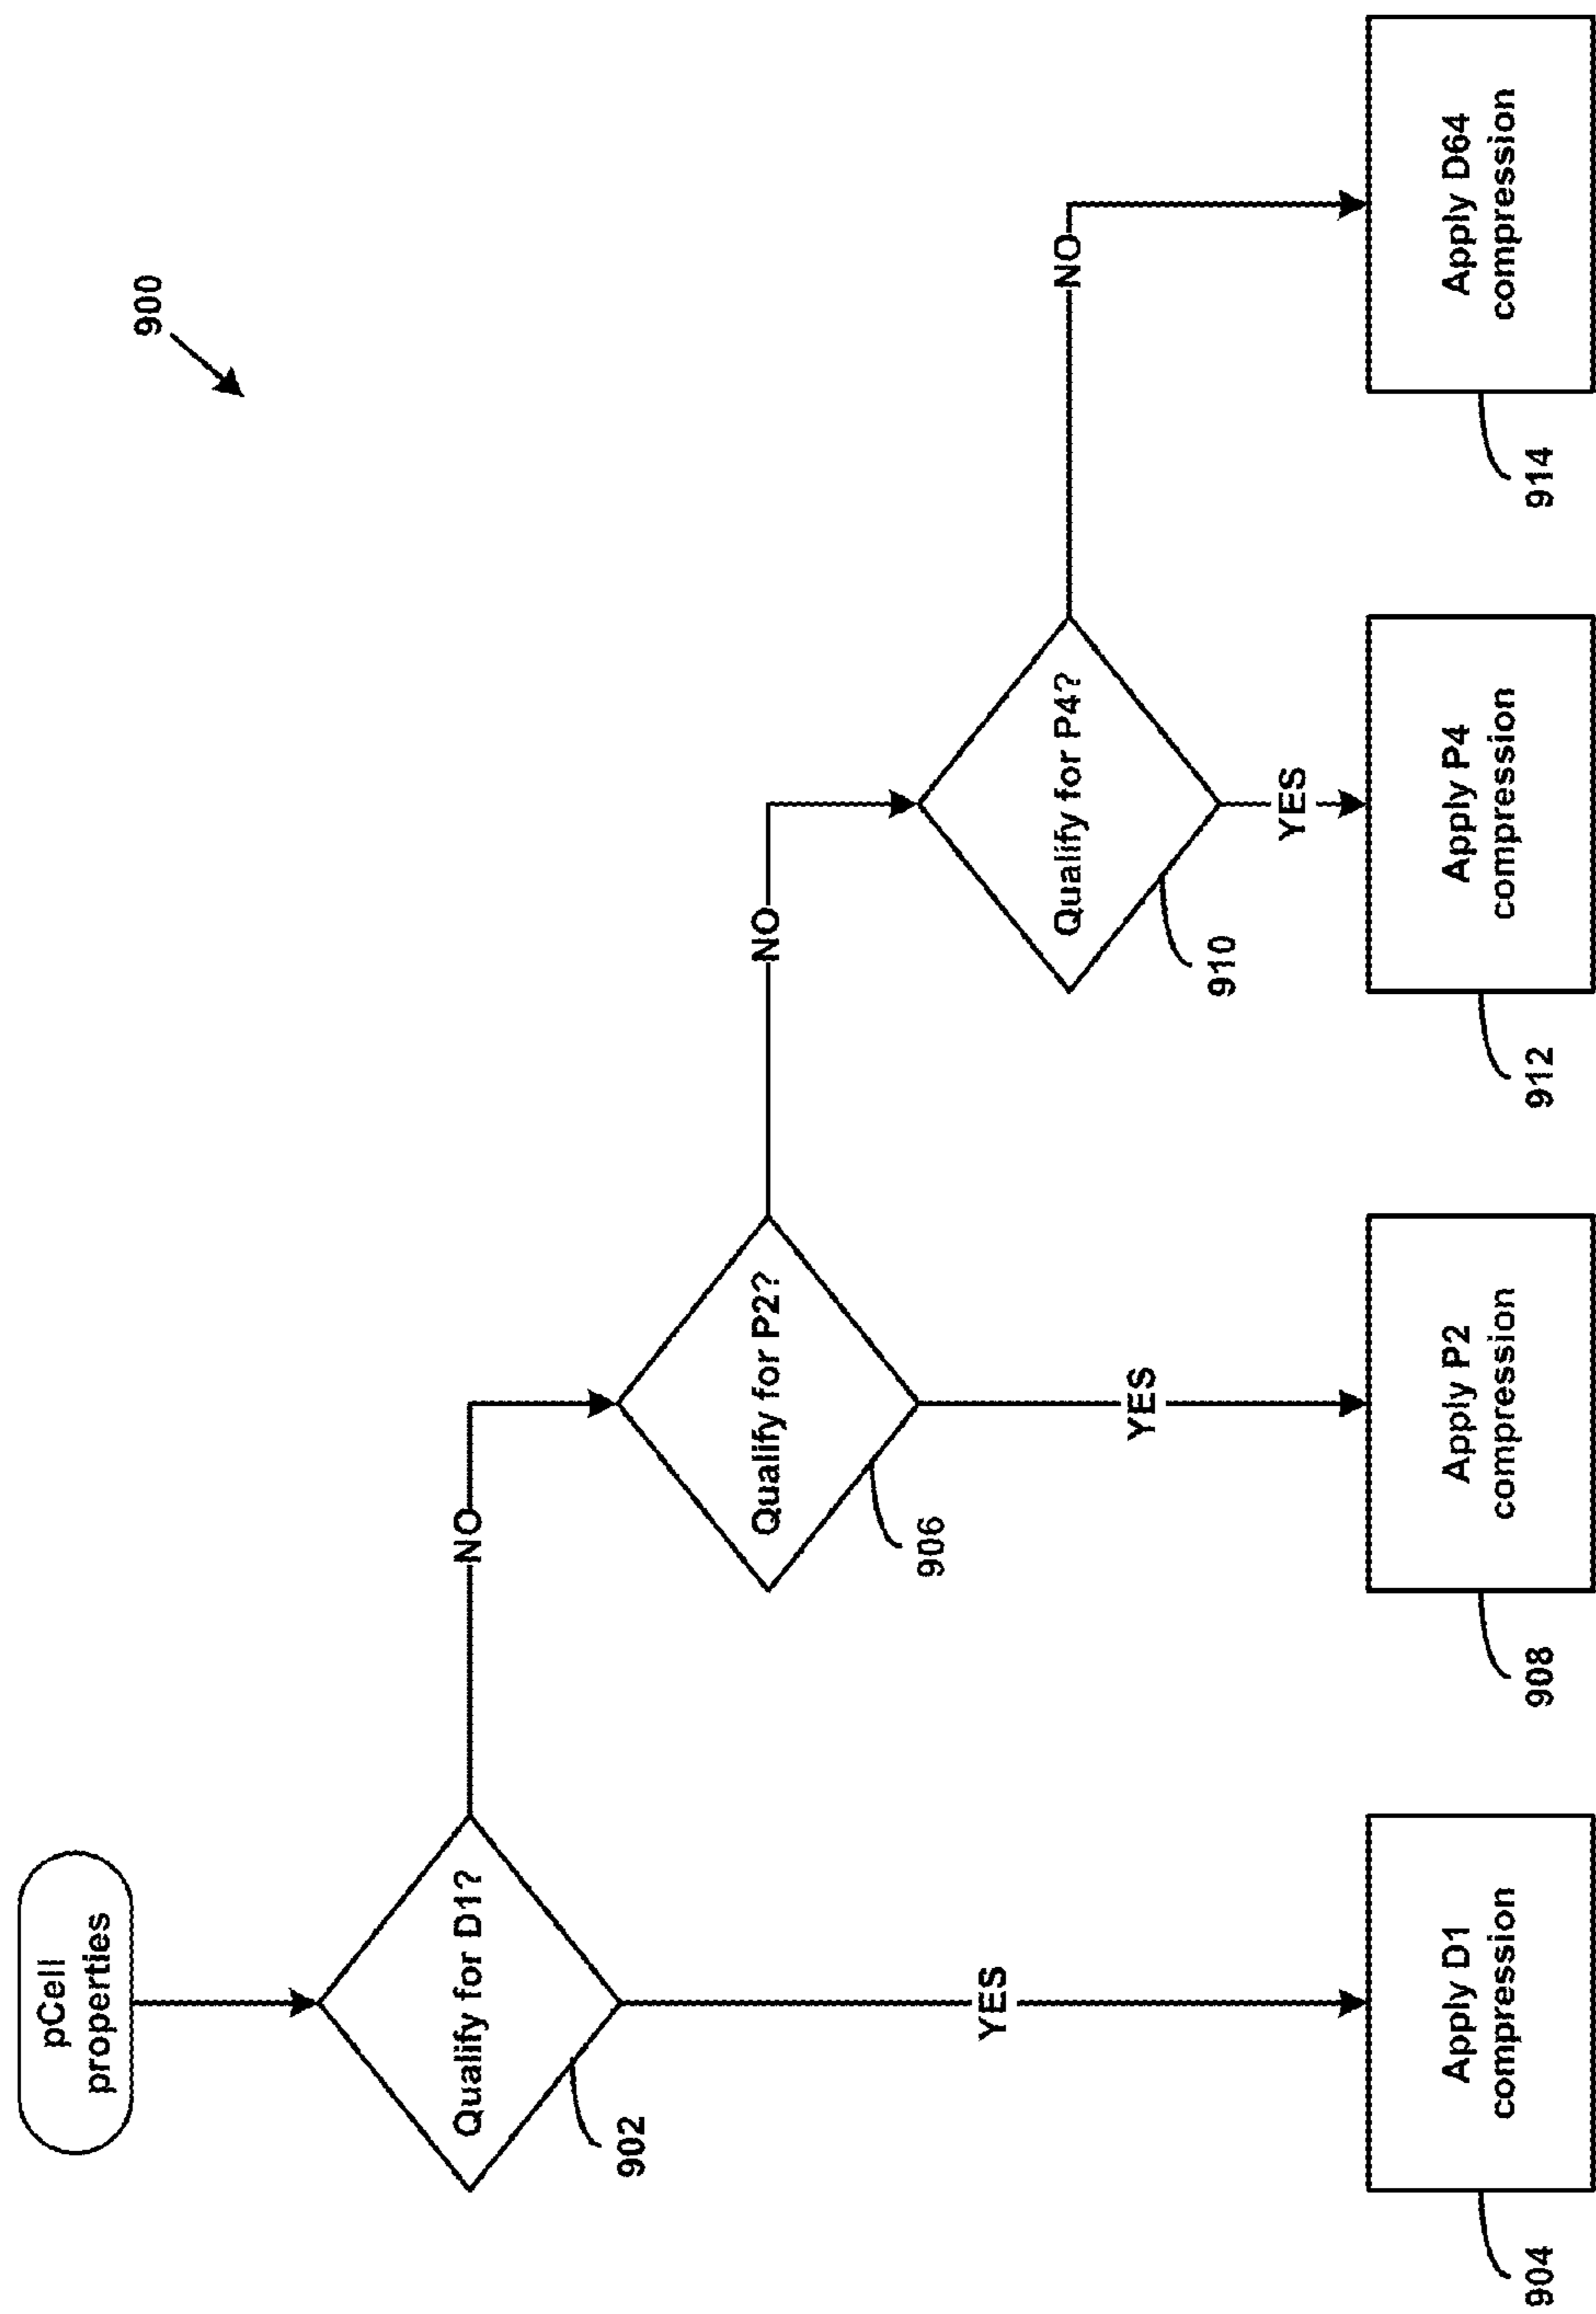 900
pCell
properties
Qualify for D1?
902
NO
YES
Qualify for P2?
906
NO
YES
Qualify for P4?
910
NO
YES
Apply D1
compression
904
Apply P2
compression
908
Apply P4
compression
912
Apply D64
compression
914